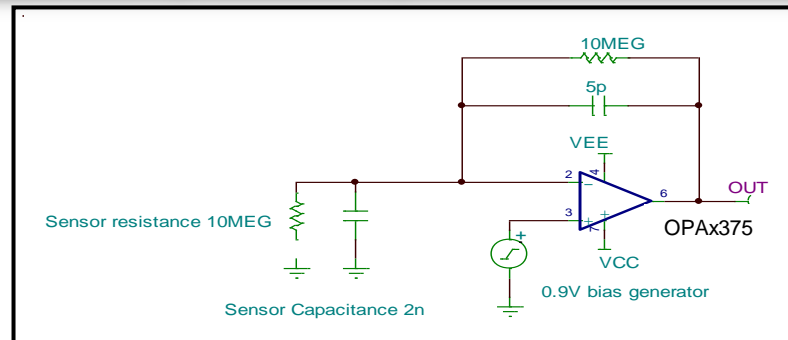 10MEG
5p
VEE
4
2
6
OUT
Sensor resistance 10MEG
3
7
OPAx375
VCC
0.9V bias generator
Sensor Capacitance 2n